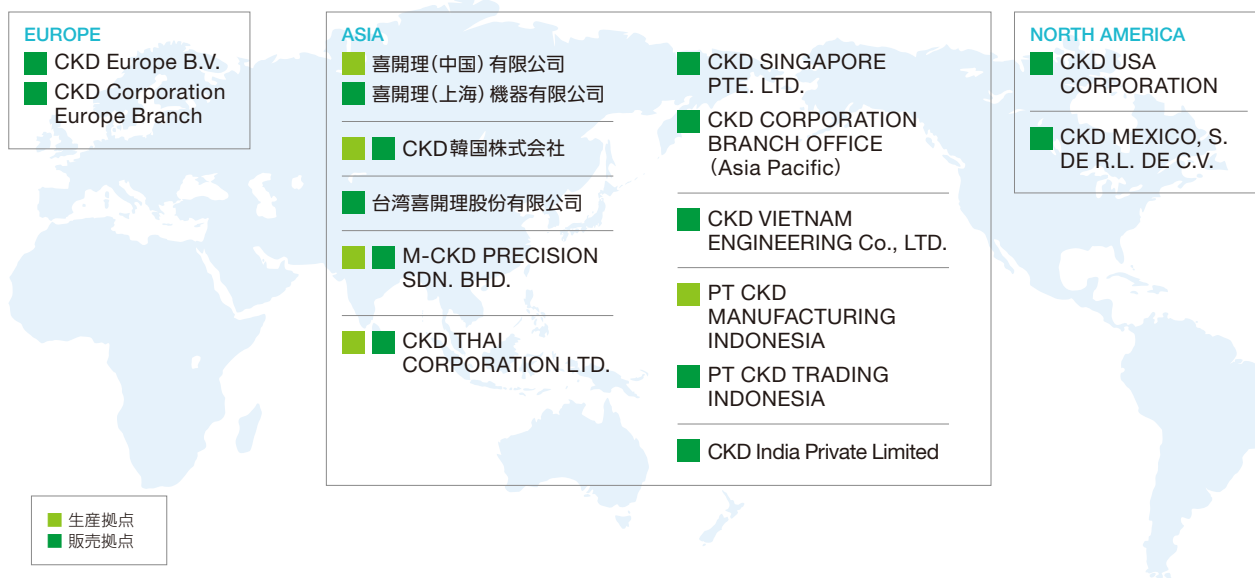 EUROPE
CKD Europe B.V.
CKD Corporation
Europe Branch
ASIA
喜開理(中国)有限公司
喜開理(上海)機器有限公司
CKD韓国株式会社
台湾喜開理股份有限公司
M-CKD PRECISION
SDN. BHD.
CKD THAI
CORPORATION LTD.
CKD SINGAPORE
PTE. LTD.
CKD CORPORATION
BRANCH OFFICE
(Asia Pacific)
CKD VIETNAM
ENGINEERING Co., LTD.
PT CKD
MANUFACTURING
INDONESIA
PT CKD TRADING
INDONESIA
CKD India Private Limited
NORTH AMERICA
CKD USA
CORPORATION
CKD MEXICO, S.
DE R.L. DE C.V.
生産拠点
販売拠点